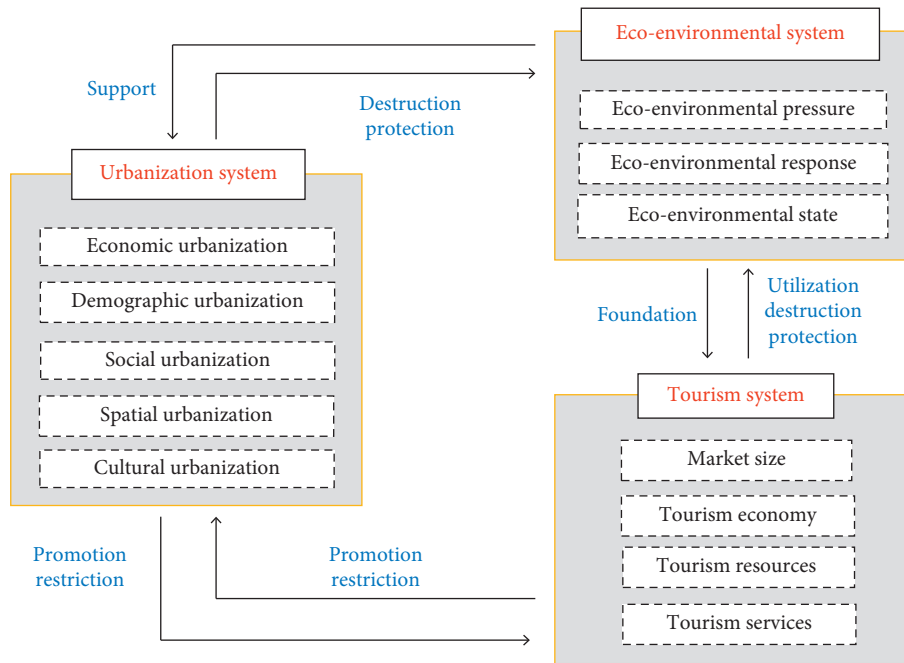 Eco-environmental system
Support
Destruction
protection
Eco-environmental pressure
Eco-environmental response
Eco-environmental state
Urbanization system
Economic urbanization
Demographic urbanization
Social urbanization
Spatial urbanization
Cultural urbanization
Foundation
Utilization
destruction
protection
Tourism system
Market size
Tourism economy
Tourism resources
Tourism services
Promotion
restriction
Promotion
restriction